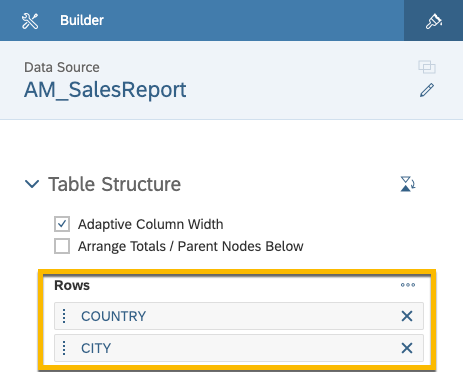 Builder
Data Source
AM_SalesReport
Table Structure
Adaptive Column Width
Arrange Totals / Parent Nodes Below
Rows
COUNTRY
CITY